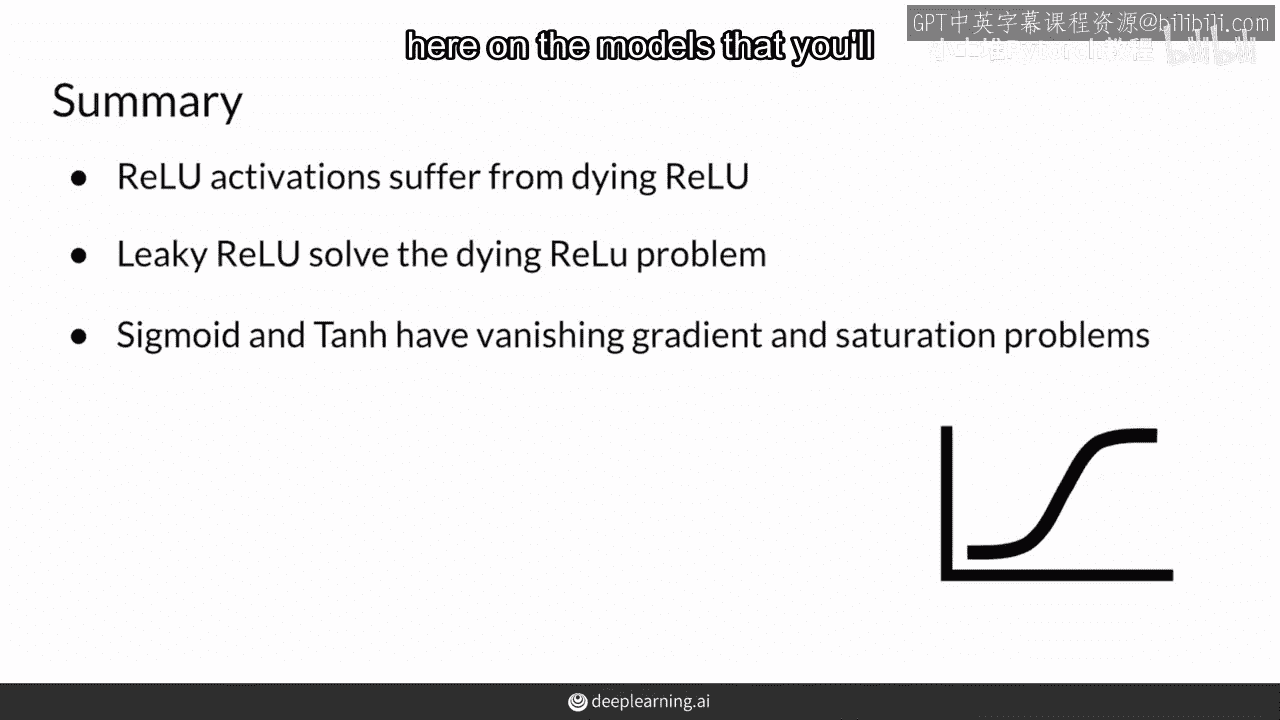 GPT中英字幕课程资源@bilibili.com
here on the models that you'll
小土堆Pytorch教程 bilibili
Summary
● ReLU activations suffer from dying ReLU
● Leaky ReLU solve the dying ReLu problem
● Sigmoid and Tanh have vanishing gradient and saturation problems
deeplearning.ai